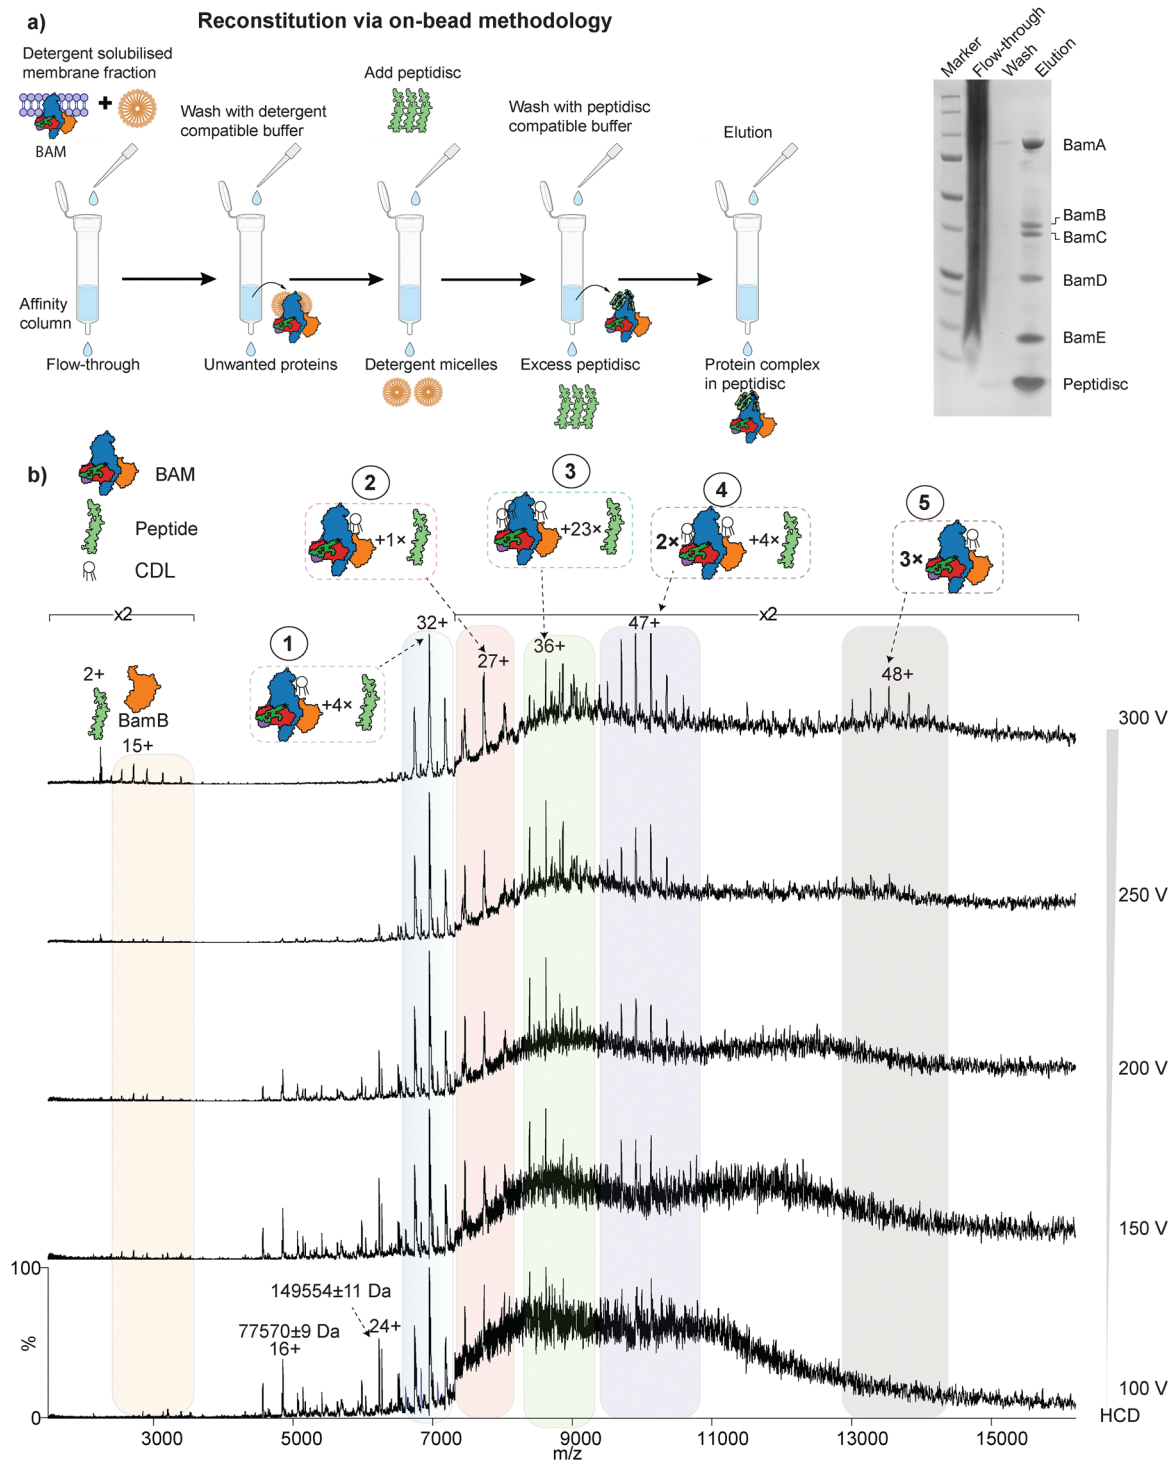 a)
Reconstitution via on-bead methodology
Detergent solubilised
membrane fraction
+
BAM
Wash with detergent
compatible buffer
Add peptidisc
Wash with peptidisc
compatible buffer
Elution
Affinity
column
Flow-through
Unwanted proteins
Detergent micelles
Excess peptidisc
Protein complex
in peptidisc
Marker
Flow-through
Wash
Elution
BamA
BamB
BamC
BamD
BamE
Peptidisc
b)
BAM
Peptide
CDL
1
+4×
2
+1×
3
+23×
4
2×
+4×
5
3×
x2
x2
2+
BamB
15+
32+
27+
36+
47+
48+
300 V
250 V
200 V
150 V
100 V
HCD
149554±11 Da
24+
77570±9 Da
16+
100
%
0
3000
5000
7000
9000
11000
13000
15000
m/z